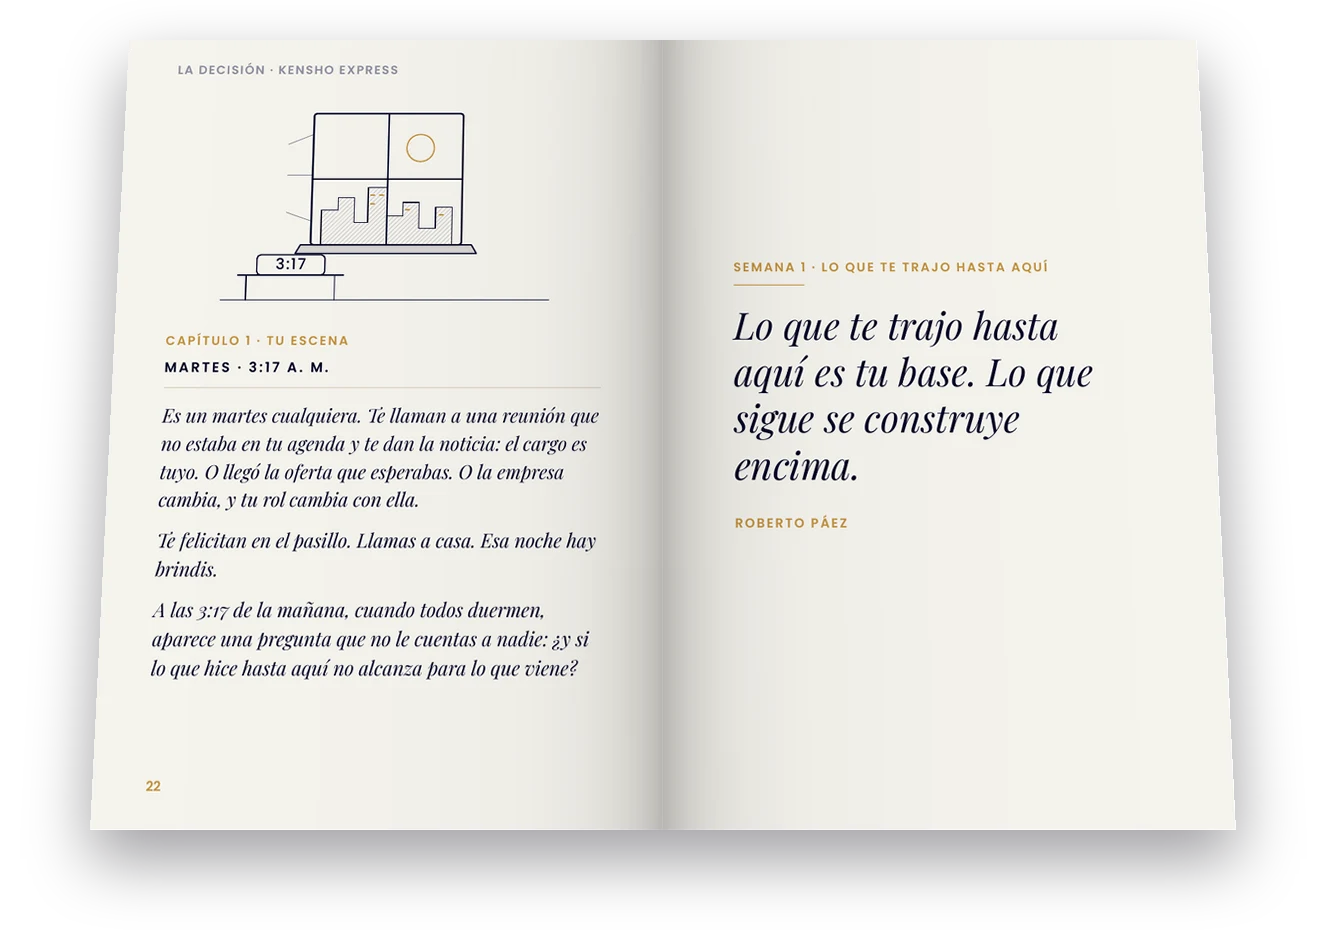 LA DECISIÓN · KENSHO EXPRESS
3:17
CAPÍTULO 1 · TU ESCENA
MARTES · 3:17 A. M.
Es un martes cualquiera. Te llaman a una reunión que
no estaba en tu agenda y te dan la noticia: el cargo es
tuyo. O llegó la oferta que esperabas. O la empresa
cambia, y tu rol cambia con ella.
Te felicitan en el pasillo. Llamas a casa. Esa noche hay
brindis.
A las 3:17 de la mañana, cuando todos duermen,
aparece una pregunta que no le cuentas a nadie: ¿y si
lo que hice hasta aquí no alcanza para lo que viene?
22
SEMANA 1 · LO QUE TE TRAJO HASTA AQUÍ
Lo que te trajo hasta
aquí es tu base. Lo que
sigue se construye
encima.
ROBERTO PÁEZ